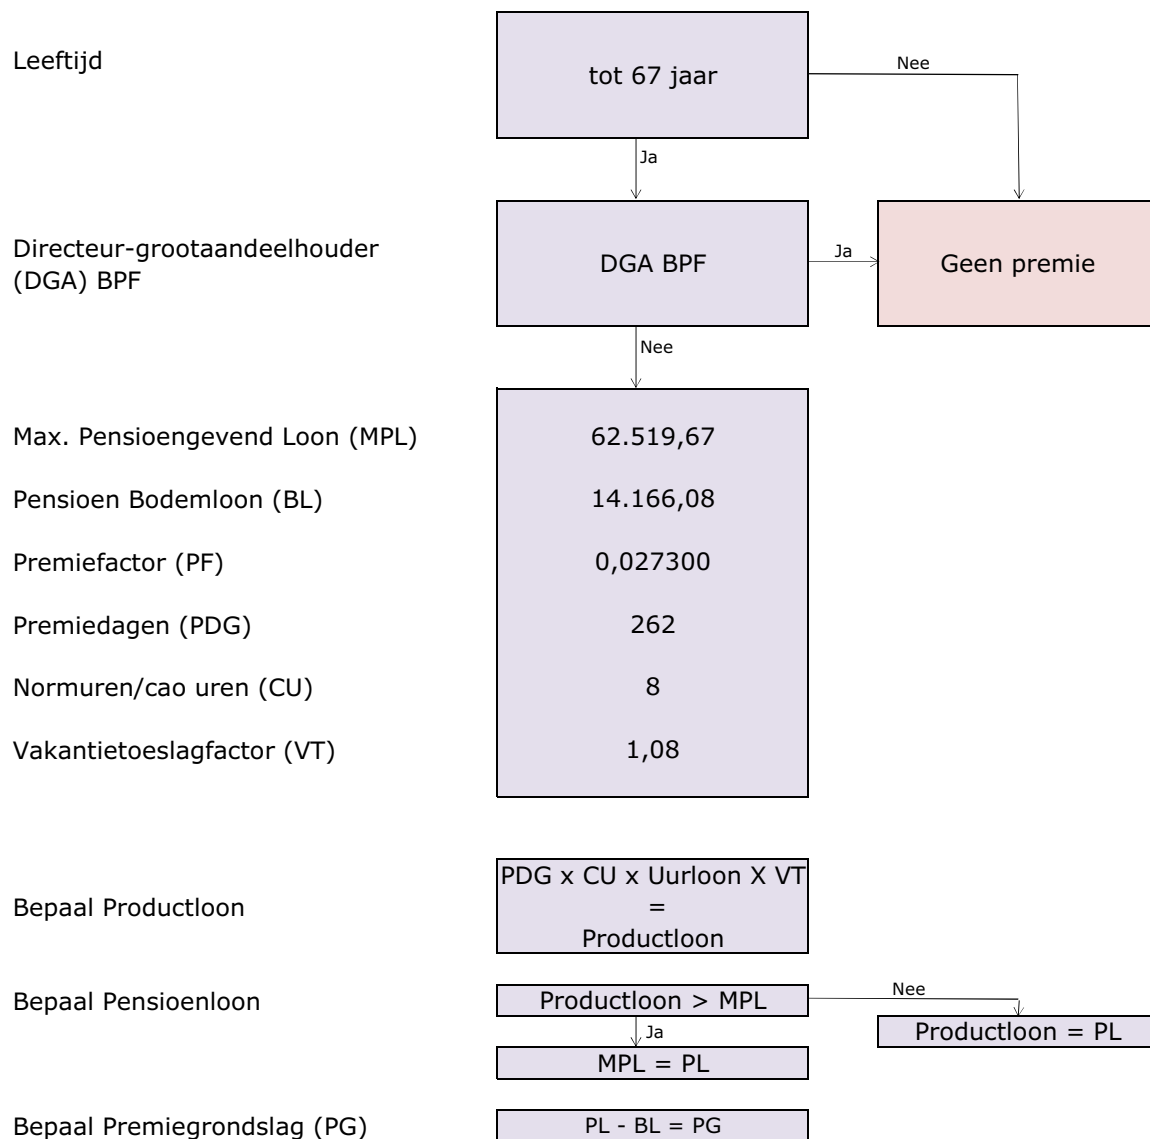 Leeftijd
tot 67 jaar
Nee
Ja
Directeur-grootaandeelhouder
(DGA) BPF
DGA BPF
Ja
Geen premie
Nee
Max. Pensioengevend Loon (MPL)
62.519,67
Pensioen Bodemloon (BL)
14.166,08
Premiefactor (PF)
0,027300
Premiedagen (PDG)
262
Normuren/cao uren (CU)
8
Vakantietoeslagfactor (VT)
1,08
Bepaal Productloon
PDG x CU x Uurloon X VT
=
Productloon
Bepaal Pensioenloon
Productloon > MPL
Nee
Productloon = PL
Ja
MPL = PL
Bepaal Premiegrondslag (PG)
PL - BL = PG